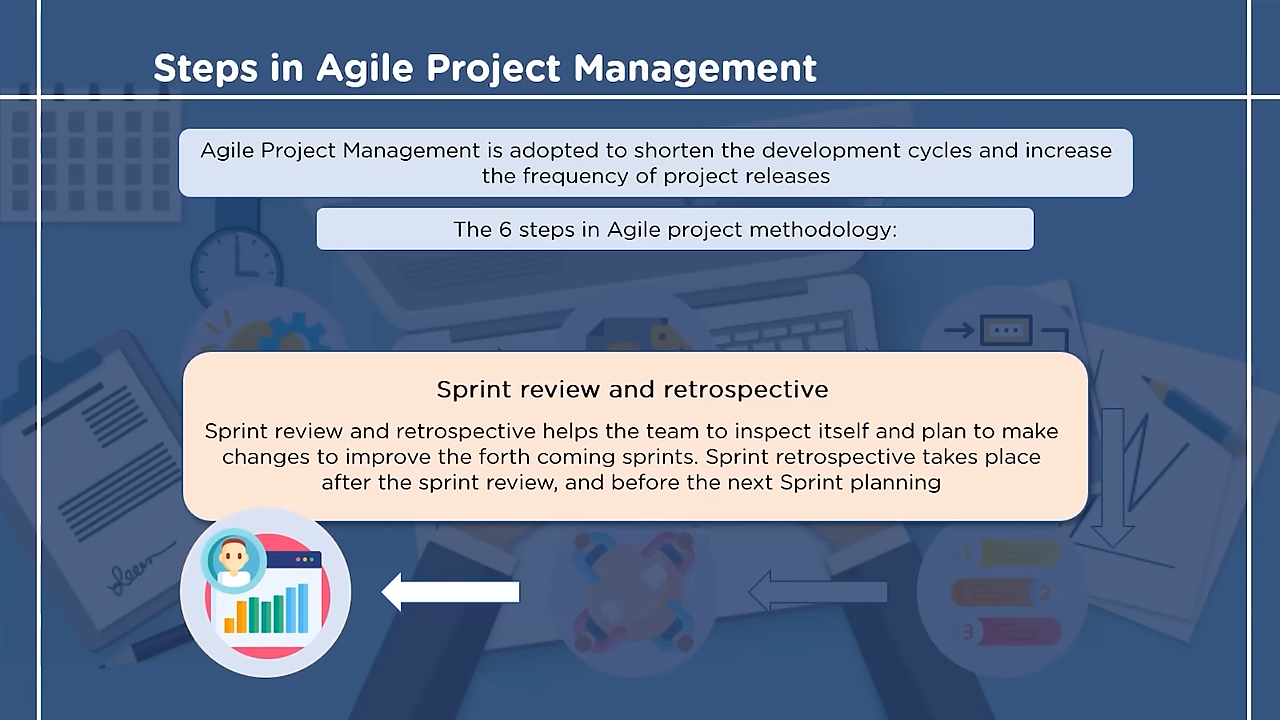 Steps in Agile Project Management
Agile Project Management is adopted to shorten the development cycles and increase
the frequency of project releases
The 6 steps in Agile project methodology:
Sprint review and retrospective
Sprint review and retrospective helps the team to inspect itself and plan to make
changes to improve the forth coming sprints. Sprint retrospective takes place
after the sprint review, and before the next Sprint planning
1
2
3